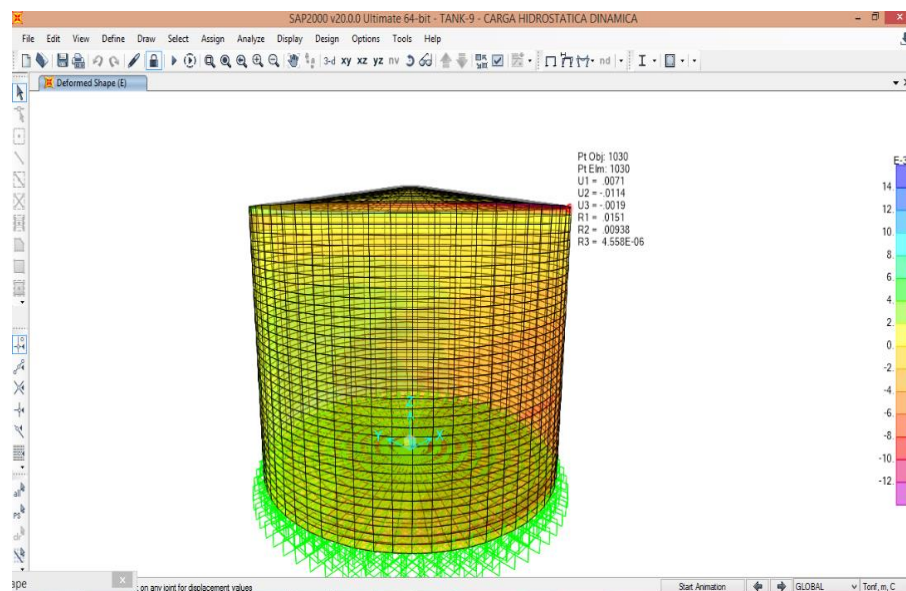 SAP2000 v20.0.0 Ultimate 64-bit - TANK-9 - CARGA HIDROSTATICA DINAMICA
File Edit View Define Draw Select Assign Analyze Display Design Options Tools Help
3-d xy xz yz nv nd
Deformed Shape (E)
Pt Obj: 1030
Pt Elm: 1030
U1 = .0071
U2 = -.0114
U3 = -.0019
R1 = .0151
R2 = .00938
R3 = 4.558E-06
E-3
14.
12.
10.
8.
6.
4.
2.
0.
-2.
-4.
-6.
-8.
-10.
-12.
Z
Y X
all
PS
clr
ape x on any joint for displacement values Start Animation GLOBAL Tonf, m, C